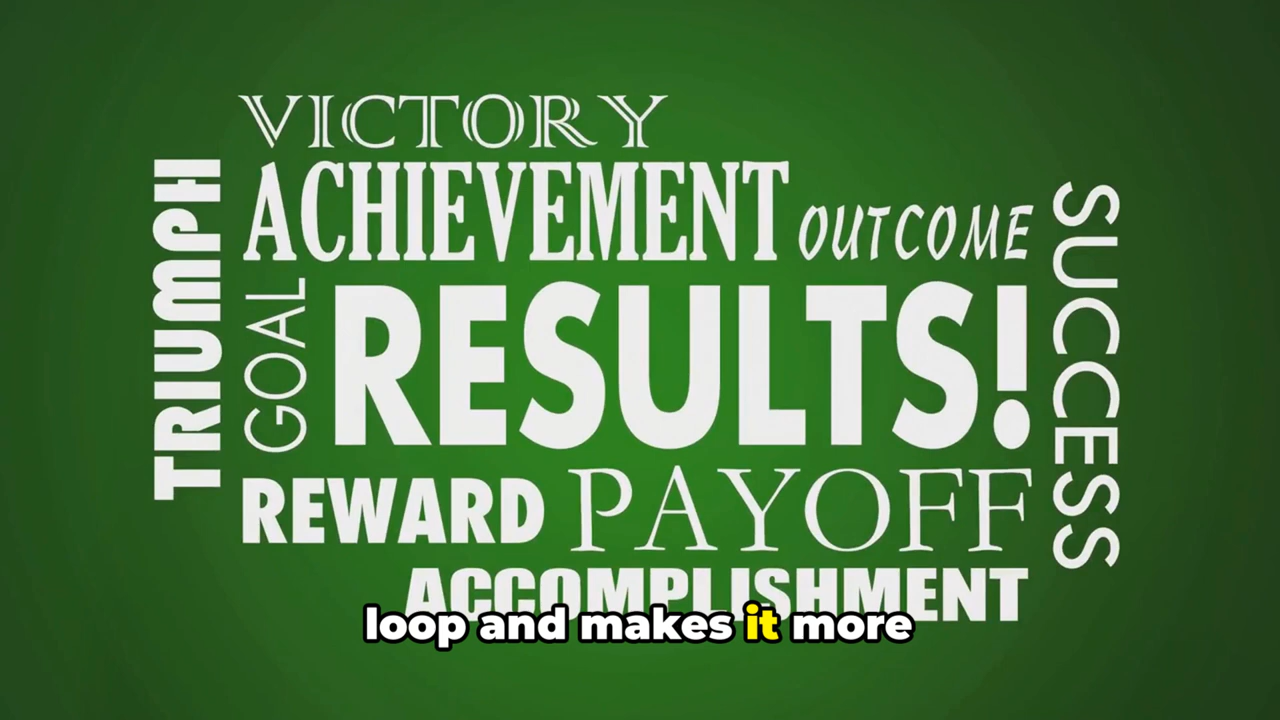 VICTORY
TRIUMPH
ACHIEVEMENT
OUTCOME
SUCCESS
GOAL
RESULTS!
REWARD
PAYOFF
ACCOMPLISHMENT
loop and makes it more